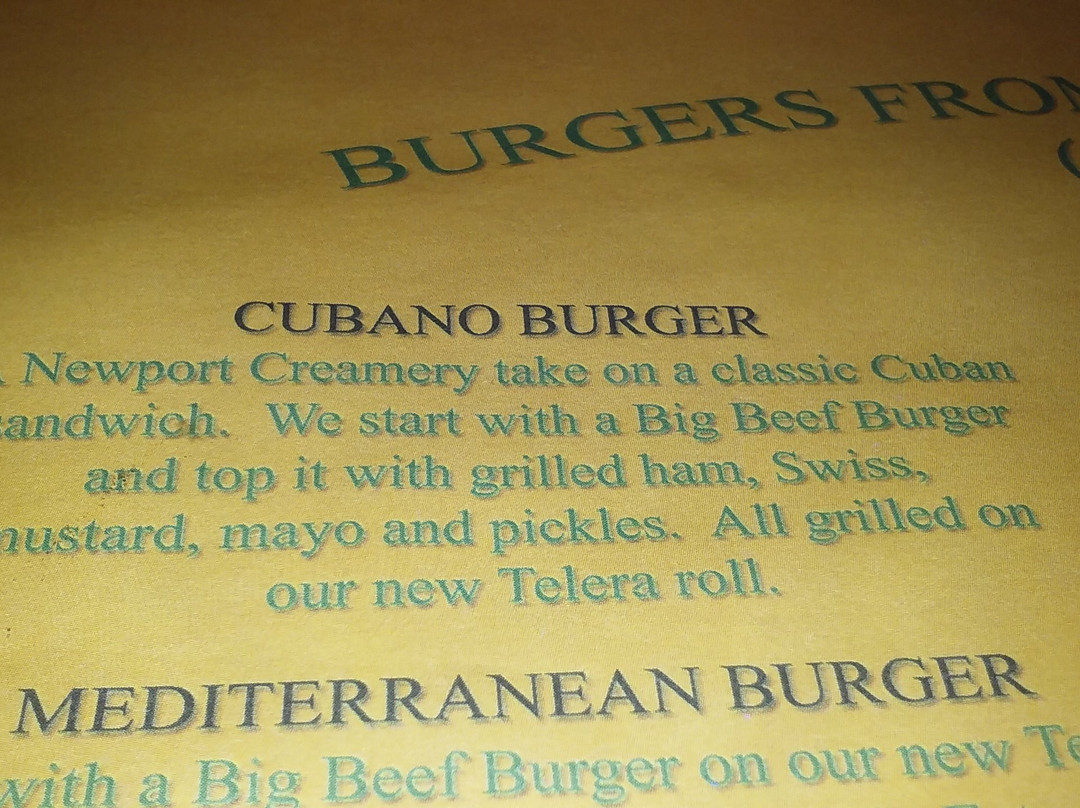 BURGERS FROM
CUBANO BURGER
Newport Creamery take on a classic Cuban
sandwich. We start with a Big Beef Burger
and top it with grilled ham, Swiss,
mustard, mayo and pickles. All grilled on
our new Telera roll.
MEDITERRANEAN BURGER
with a Big Beef Burger on our new